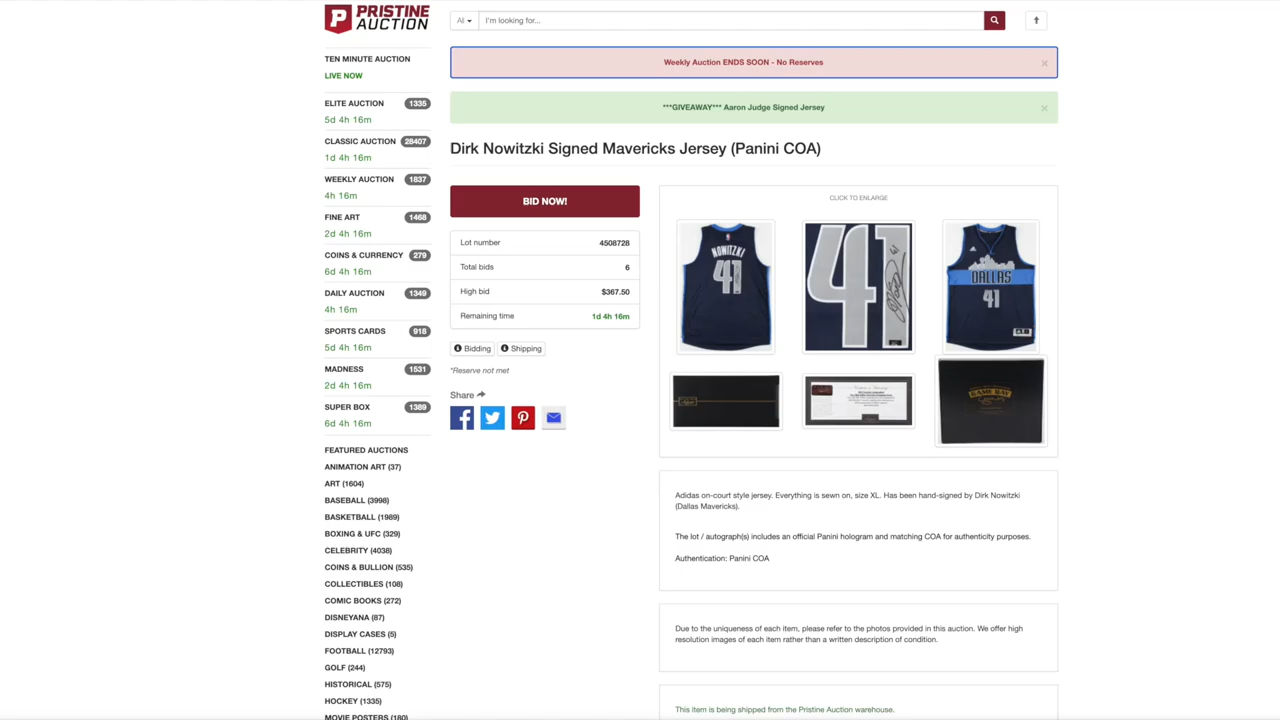 PRISTINE
AUCTION
All
I'm looking for...
TEN MINUTE AUCTION
LIVE NOW
ELITE AUCTION 1335
5d 4h 16m
CLASSIC AUCTION 28407
1d 4h 16m
WEEKLY AUCTION 1837
4h 16m
FINE ART 1468
2d 4h 16m
COINS & CURRENCY 279
6d 4h 16m
DAILY AUCTION 1349
4h 16m
SPORTS CARDS 918
5d 4h 16m
MADNESS 1531
2d 4h 16m
SUPER BOX 1389
6d 4h 16m
FEATURED AUCTIONS
ANIMATION ART (37)
ART (1604)
BASEBALL (3998)
BASKETBALL (1989)
BOXING & UFC (329)
CELEBRITY (4038)
COINS & BULLION (535)
COLLECTIBLES (108)
COMIC BOOKS (272)
DISNEYANA (87)
DISPLAY CASES (5)
FOOTBALL (12793)
GOLF (244)
HISTORICAL (575)
HOCKEY (1335)
MOVIE POSTERS (180)
Weekly Auction ENDS SOON - No Reserves ×
***GIVEAWAY*** Aaron Judge Signed Jersey ×
Dirk Nowitzki Signed Mavericks Jersey (Panini COA)
BID NOW!
Lot number 4508728
Total bids 6
High bid $367.50
Remaining time 1d 4h 16m
Bidding
Shipping
*Reserve not met
Share
CLICK TO ENLARGE
NOWITZKI
41
41
DALLAS
41
Adidas on-court style jersey. Everything is sewn on, size XL. Has been hand-signed by Dirk Nowitzki
(Dallas Mavericks).
The lot / autograph(s) includes an official Panini hologram and matching COA for authenticity purposes.
Authentication: Panini COA
Due to the uniqueness of each item, please refer to the photos provided in this auction. We offer high
resolution images of each item rather than a written description of condition.
This item is being shipped from the Pristine Auction warehouse.